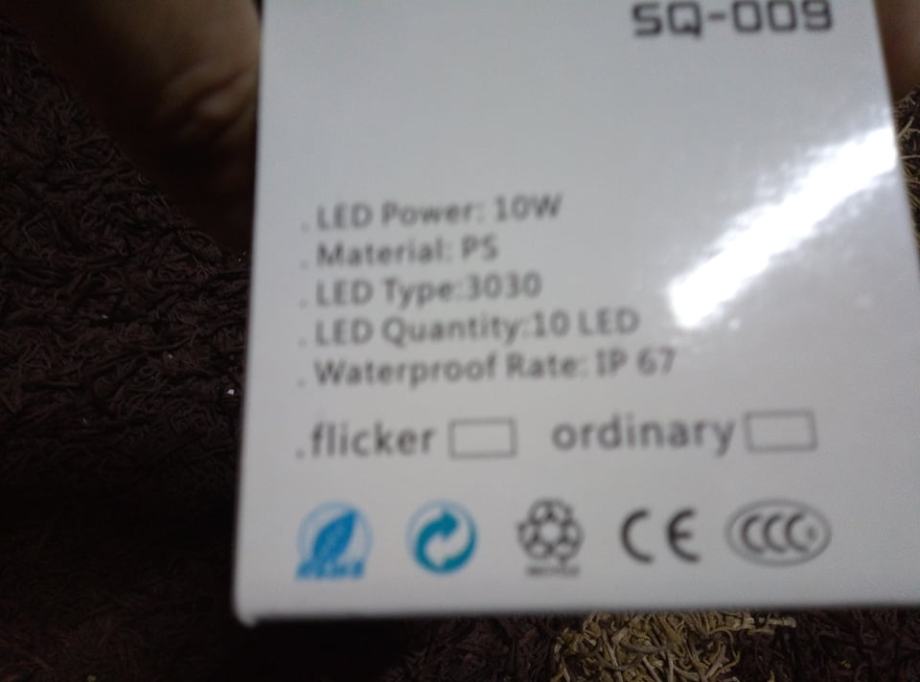 SQ-009
. LED Power: 10W
. Material: PS
. LED Type:3030
. LED Quantity:10 LED
. Waterproof Rate: IP 67
.flicker ordinary
CE CCC